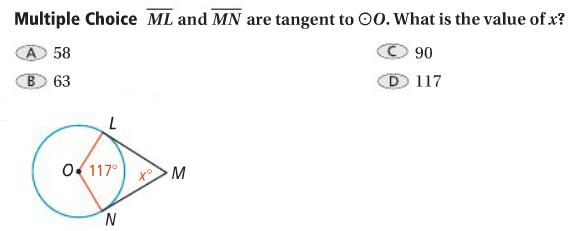 Multiple Choice ML and MN are tangent to ⊙O. What is the value of x?
A 58
C 90
B 63
D 117
L
O 117° x° M
N